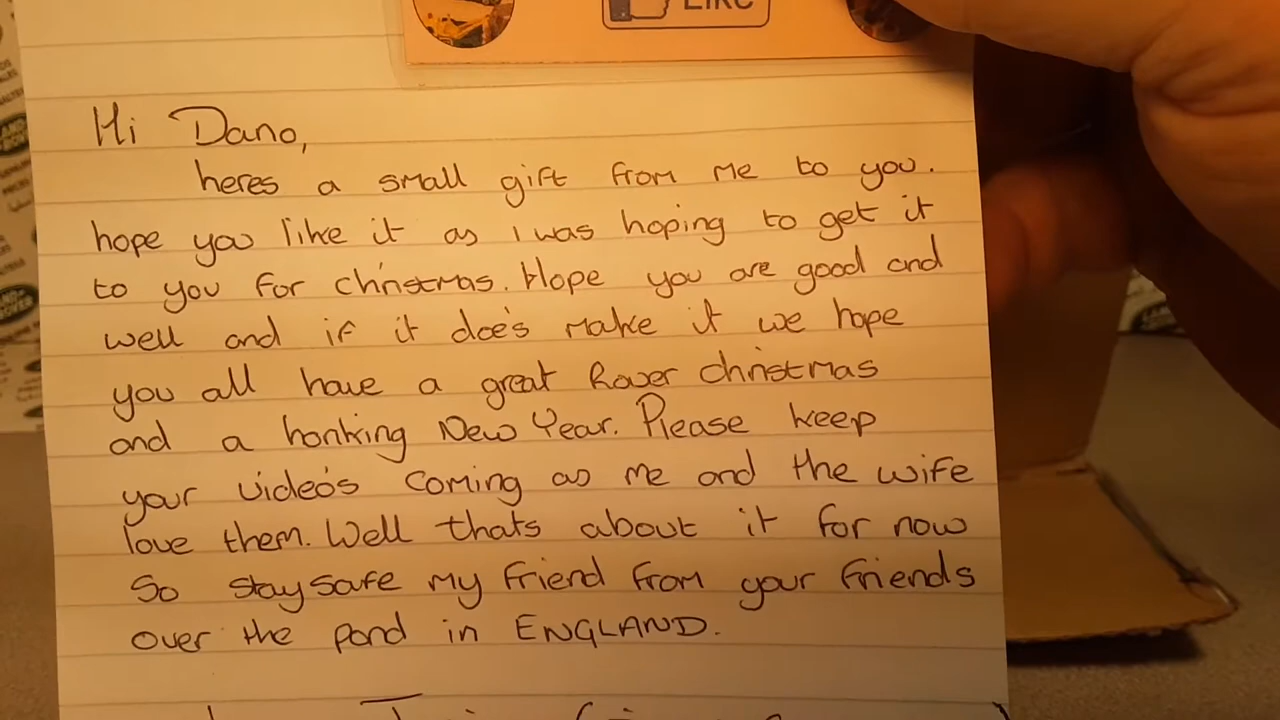 LIKE
Hi Dano,
heres a small gift from me to you.
hope you like it as I was hoping to get it
to you for christmas. Hope you are good and
well and if it doe's make it we hope
you all have a great Rover christmas
and a honking New Year. Please keep
your video's coming as me and the wife
love them. Well thats about it for now
So stay safe my friend from your friends
over the pond in ENGLAND.